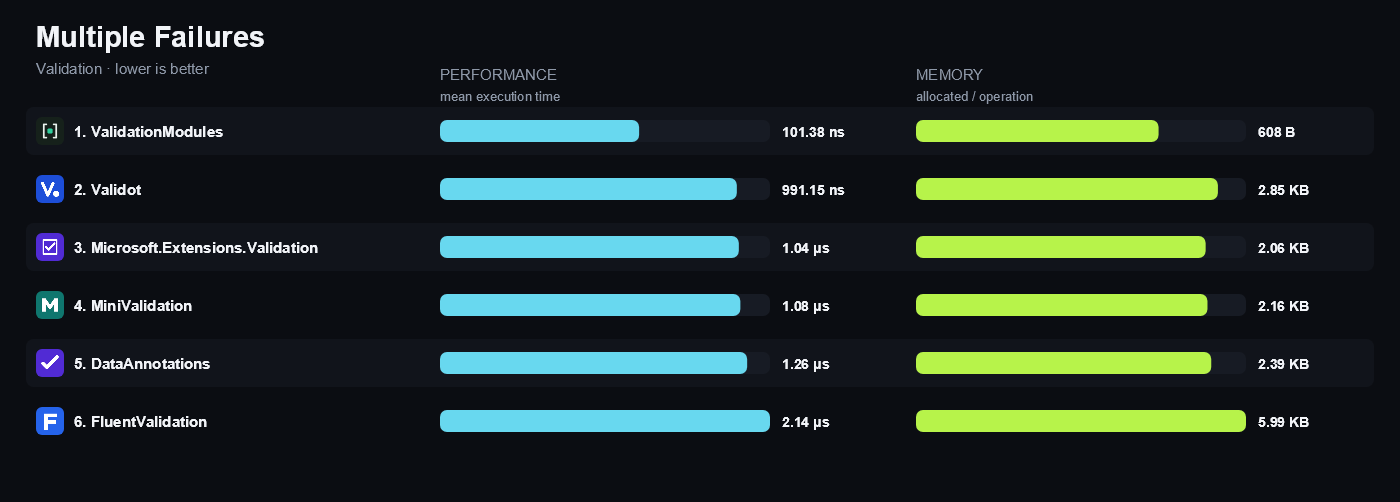 Multiple Failures
Validation · lower is better
PERFORMANCE
mean execution time
MEMORY
allocated / operation
1. ValidationModules 101.38 ns 608 B
V. 2. Validot 991.15 ns 2.85 KB
3. Microsoft.Extensions.Validation 1.04 µs 2.06 KB
M 4. MiniValidation 1.08 µs 2.16 KB
5. DataAnnotations 1.26 µs 2.39 KB
F 6. FluentValidation 2.14 µs 5.99 KB